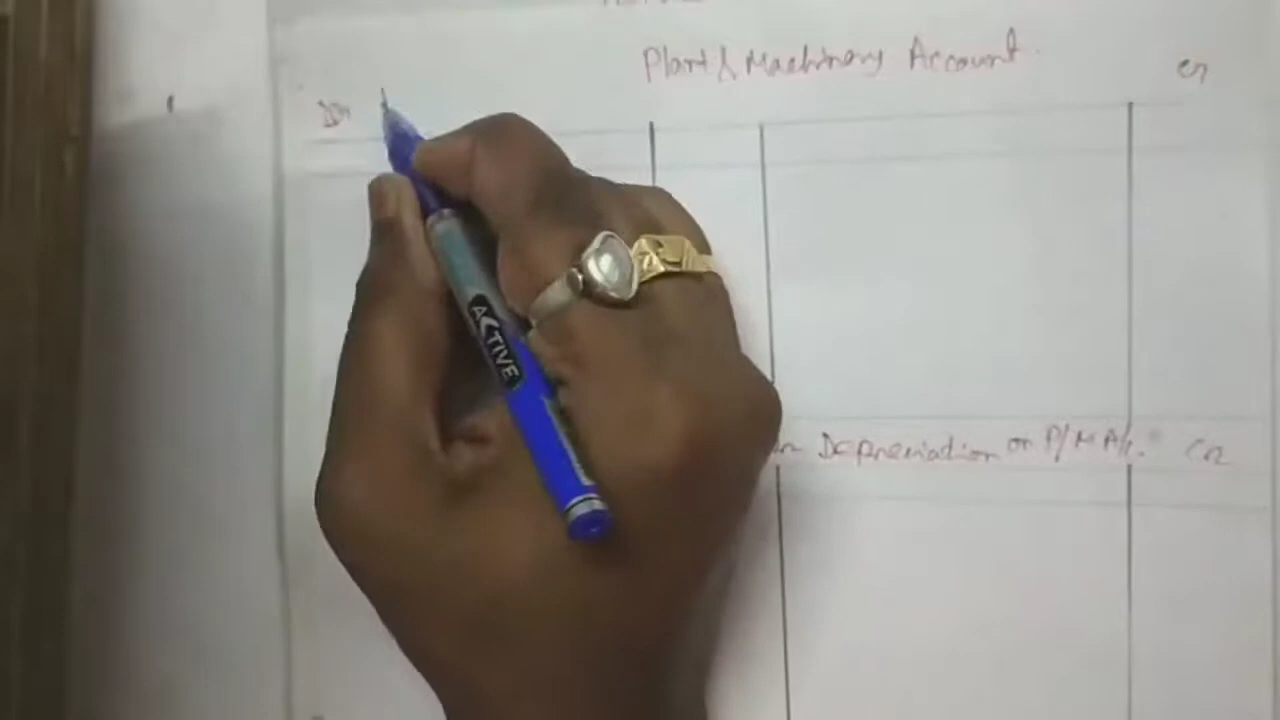 Plant & Machinery Account
Cr
Dr
ACTIVE
Depreciation on P/M A/c. Cr